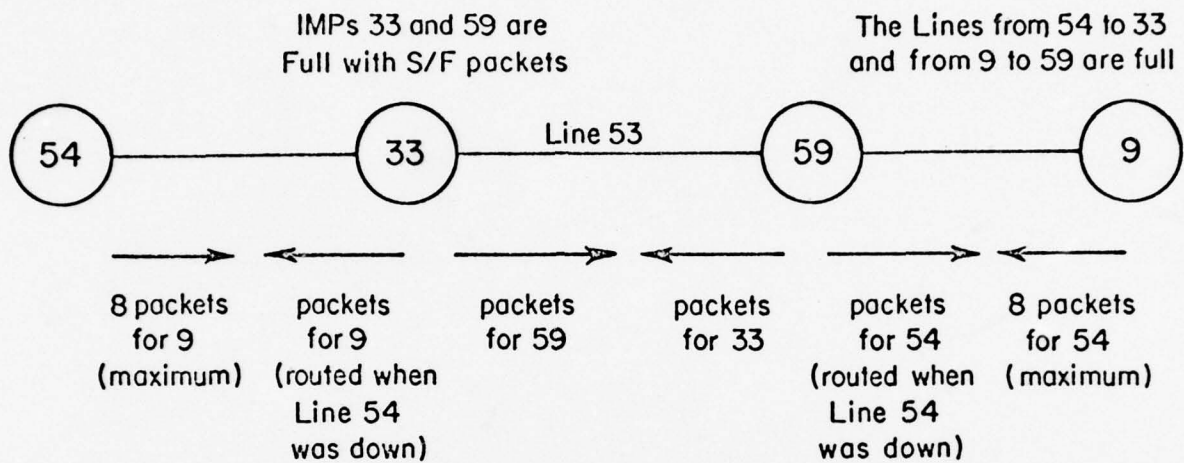 IMPs 33 and 59 are
Full with S/F packets
The Lines from 54 to 33
and from 9 to 59 are full
54
33
Line 53
59
9
8 packets
for 9
(maximum)
packets
for 9
(routed when
Line 54
was down)
packets
for 59
packets
for 33
packets
for 54
(routed when
Line 54
was down)
8 packets
for 54
(maximum)